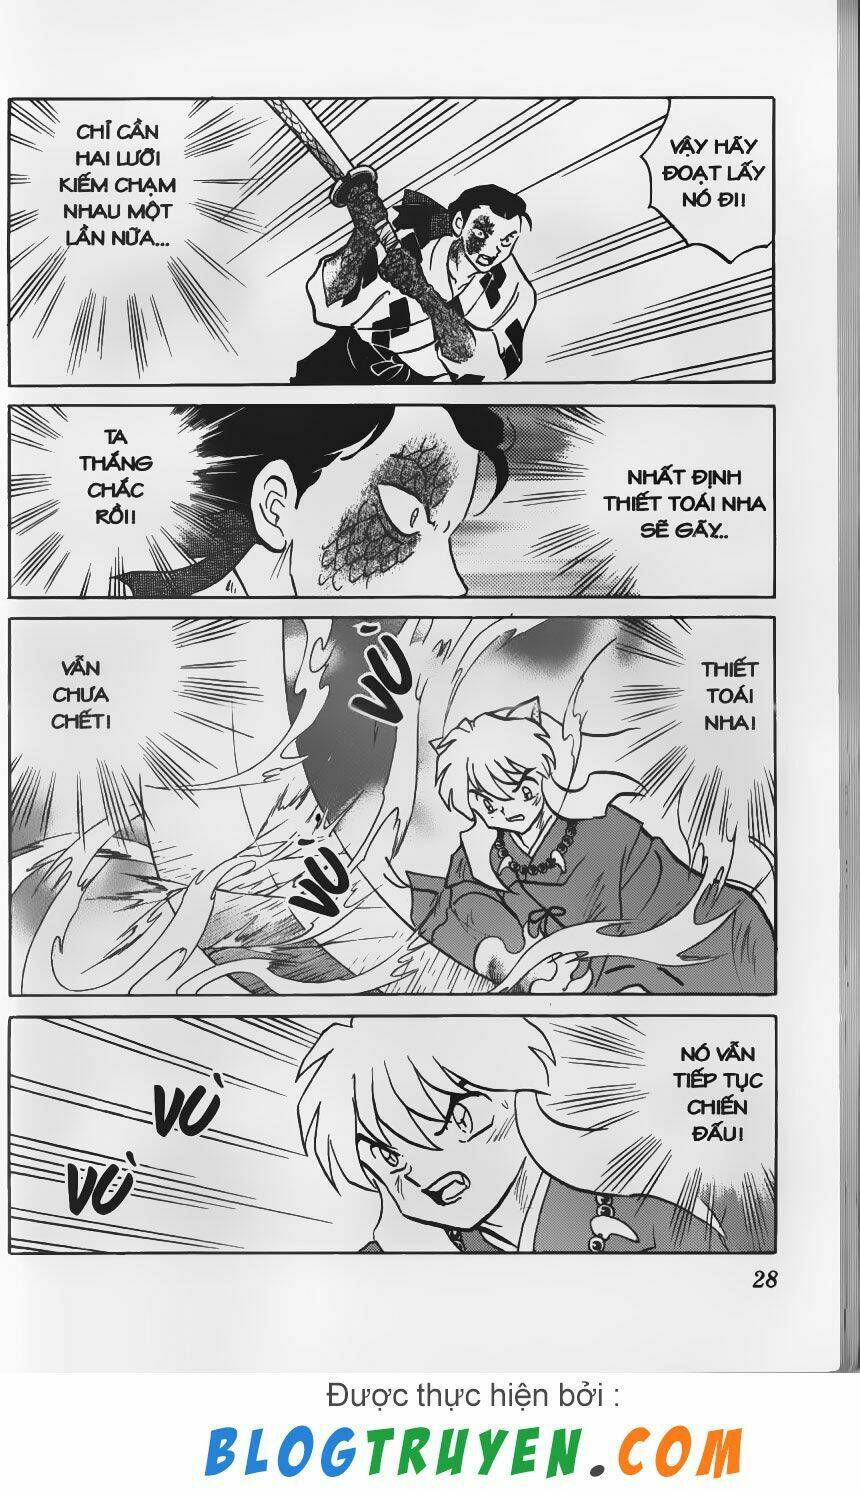 VẬY HÃY
ĐOẠT LẤY
NÓ ĐI!
CHỈ CẦN
HAI LƯỠI
KIẾM CHẠM
NHAU MỘT
LẦN NỮA...
NHẤT ĐỊNH
THIẾT TOÁI NHA
SẼ GÃY...
TA
THẮNG
CHẮC
RỒI!
THIẾT
TOÁI
NHA!
VÙ
VÙ
VẪN
CHƯA
CHẾT!
NÓ VẪN
TIẾP TỤC
CHIẾN
ĐẤU!
VÙ
VÙ
28
Được thực hiện bởi :
BLOGTRUYEN.COM